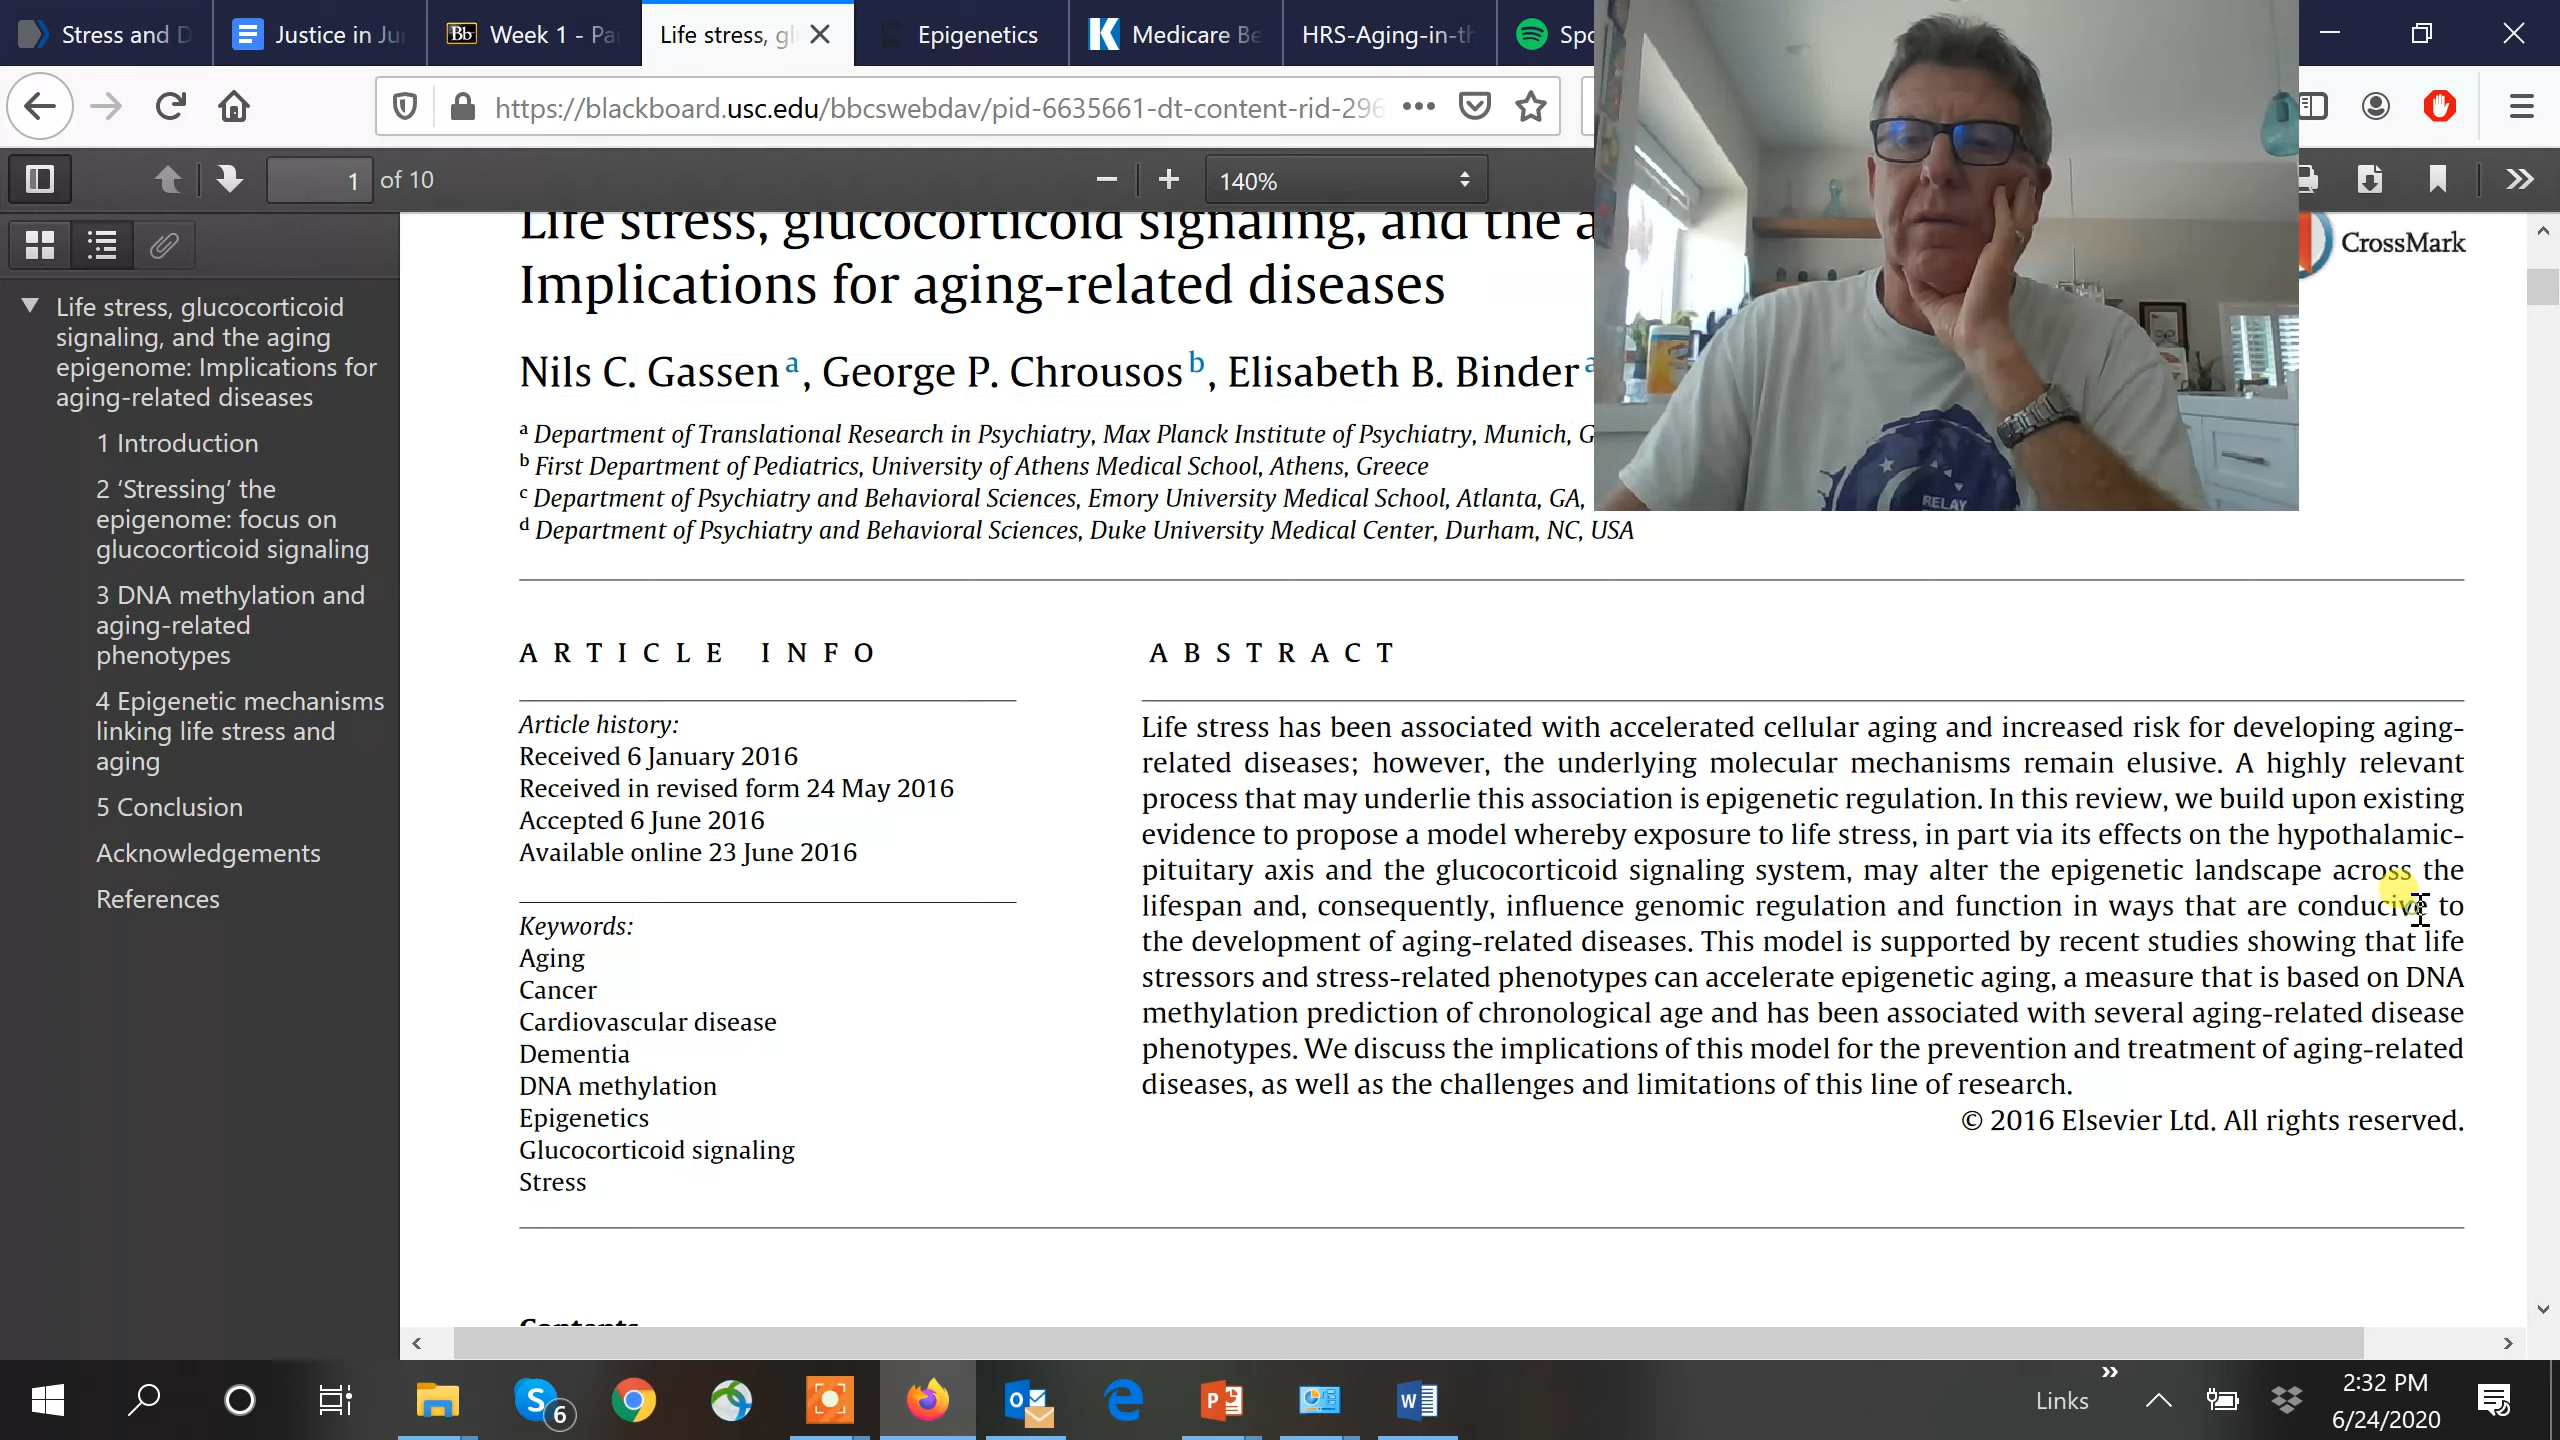 Stress and D
Justice in Ju
Bb
Week 1 - Pa
Life stress, gl
Epigenetics
Medicare Be
HRS-Aging-in-th
Spo
https://blackboard.usc.edu/bbcswebdav/pid-6635661-dt-content-rid-296
1 of 10
140%
Life stress, glucocorticoid signaling, and the aging epigenome: Implications for aging-related diseases
1 Introduction
2 ‘Stressing’ the epigenome: focus on glucocorticoid signaling
3 DNA methylation and aging-related phenotypes
4 Epigenetic mechanisms linking life stress and aging
5 Conclusion
Acknowledgements
References
Life stress, glucocorticoid signaling, and the a
Implications for aging-related diseases
CrossMark
Nils C. Gassen a, George P. Chrousos b, Elisabeth B. Binder a
a Department of Translational Research in Psychiatry, Max Planck Institute of Psychiatry, Munich, G
b First Department of Pediatrics, University of Athens Medical School, Athens, Greece
c Department of Psychiatry and Behavioral Sciences, Emory University Medical School, Atlanta, GA,
d Department of Psychiatry and Behavioral Sciences, Duke University Medical Center, Durham, NC, USA
RELAY
ARTICLE INFO
Article history:
Received 6 January 2016
Received in revised form 24 May 2016
Accepted 6 June 2016
Available online 23 June 2016
Keywords:
Aging
Cancer
Cardiovascular disease
Dementia
DNA methylation
Epigenetics
Glucocorticoid signaling
Stress
ABSTRACT
Life stress has been associated with accelerated cellular aging and increased risk for developing aging-
related diseases; however, the underlying molecular mechanisms remain elusive. A highly relevant
process that may underlie this association is epigenetic regulation. In this review, we build upon existing
evidence to propose a model whereby exposure to life stress, in part via its effects on the hypothalamic-
pituitary axis and the glucocorticoid signaling system, may alter the epigenetic landscape across the
lifespan and, consequently, influence genomic regulation and function in ways that are conducive to
the development of aging-related diseases. This model is supported by recent studies showing that life
stressors and stress-related phenotypes can accelerate epigenetic aging, a measure that is based on DNA
methylation prediction of chronological age and has been associated with several aging-related disease
phenotypes. We discuss the implications of this model for the prevention and treatment of aging-related
diseases, as well as the challenges and limitations of this line of research.
© 2016 Elsevier Ltd. All rights reserved.
Contents
6
Links
2:32 PM
6/24/2020